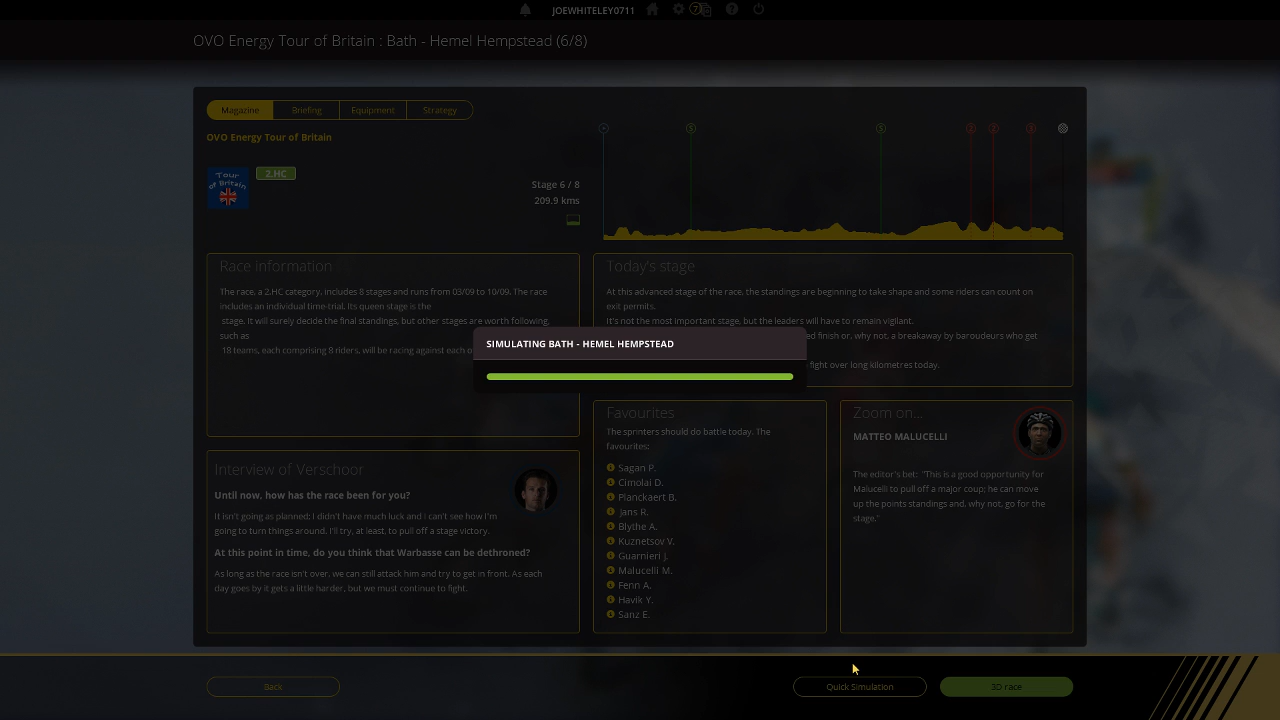 JOEWHITELEY0711
7
OVO Energy Tour of Britain : Bath - Hemel Hempstead (6/8)
Magazine
Briefing
Equipment
Strategy
OVO Energy Tour of Britain
Tour of Britain
2.HC
Stage 6 / 8
209.9 kms
S
S
Race information
The race, a 2.HC category, includes 8 stages and runs from 03/09 to 10/09. The race
includes an individual time-trial. Its queen stage is the
stage. It will surely decide the final standings, but other stages are worth following,
such as
18 teams, each comprising 8 riders, will be racing against each o
Today's stage
At this advanced stage of the race, the standings are beginning to take shape and some riders can count on
exit permits.
It's not the most important stage, but the leaders will have to remain vigilant.
ed finish or, why not, a breakaway by baroudeurs who get
fight over long kilometres today.
SIMULATING BATH - HEMEL HEMPSTEAD
Interview of Verschoor
Until now, how has the race been for you?
It isn't going as planned; I didn't have much luck and I can't see how I'm
going to turn things around. I'll try, at least, to pull off a stage victory.
At this point in time, do you think that Warbasse can be dethroned?
As long as the race isn't over, we can still attack him and try to get in front. As each
day goes by it gets a little harder, but we must continue to fight.
Favourites
The sprinters should do battle today. The
favourites:
Sagan P.
Cimolai D.
Planckaert B.
Jans R.
Blythe A.
Kuznetsov V.
Guarnieri J.
Malucelli M.
Fenn A.
Havik Y.
Sanz E.
Zoom on...
MATTEO MALUCELLI
The editor's bet: "This is a good opportunity for
Malucelli to pull off a major coup; he can move
up the points standings and, why not, go for the
stage."
Back
Quick Simulation
3D race